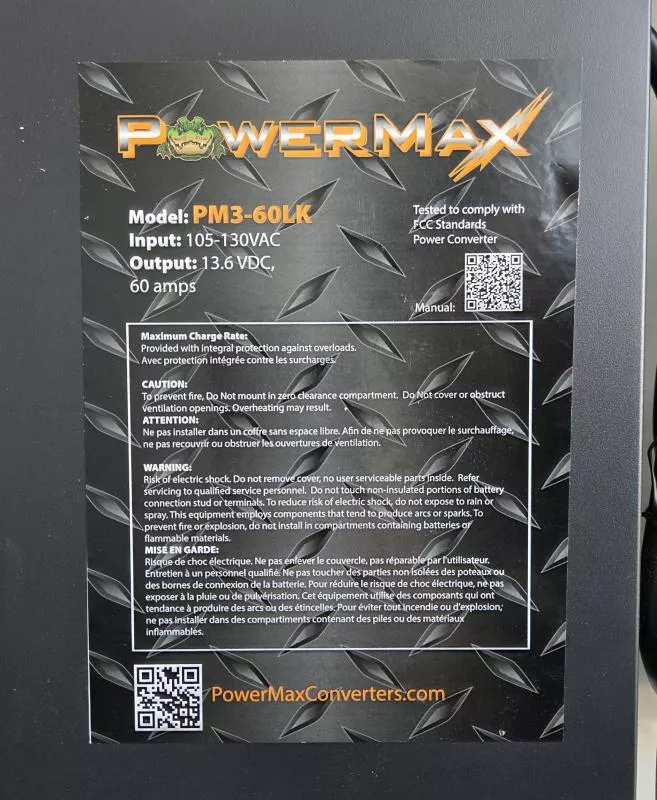 POWERMAX
Model: PM3-60LK
Input: 105-130VAC
Output: 13.6 VDC,
60 amps
Tested to comply with
FCC Standards
Power Converter
Manual:
Maximum Charge Rate:
Provided with integral protection against overloads.
Avec protection intégrée contre les surcharges.
CAUTION:
To prevent fire, Do Not mount in zero clearance compartment. Do Not cover or obstruct
ventilation openings. Overheating may result.
ATTENTION:
Ne pas installer dans un coffre sans espace libre. Afin de ne pas provoquer le surchauffage,
ne pas recouvrir ou obstruer les ouvertures de ventilation.
WARNING:
Risk of electric shock. Do not remove cover, no user serviceable parts inside. Refer
servicing to qualified service personnel. Do not touch non-insulated portions of battery
connection stud or terminals. To reduce risk of electric shock, do not expose to rain or
spray. This equipment employs components that tend to produce arcs or sparks. To
prevent fire or explosion, do not install in compartments containing batteries or
flammable materials.
MISE EN GARDE:
Risque de choc électrique. Ne pas enlever le couvercle, pas réparable par l'utilisateur.
Entretien à un personnel qualifié. Ne pas toucher des parties non isolées des poteaux ou
des bornes de connexion de la batterie. Pour réduire le risque de choc électrique, ne pas
exposer à la pluie ou de pulvérisation. Cet équipement utilise des composants qui ont
tendance à produire des arcs ou des étincelles. Pour éviter tout incendie ou d'explosion,
ne pas installer dans des compartiments contenant des piles ou des matériaux
inflammables.
PowerMaxConverters.com